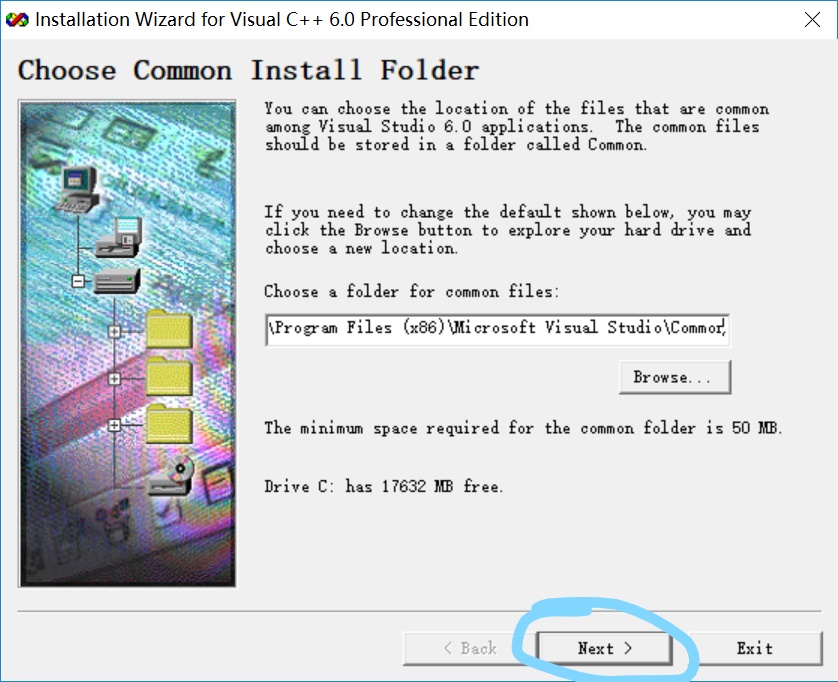 Installation Wizard for Visual C++ 6.0 Professional Edition
Choose Common Install Folder
You can choose the location of the files that are common
among Visual Studio 6.0 applications. The common files
should be stored in a folder called Common.
If you need to change the default shown below, you may
click the Browse button to explore your hard drive and
choose a new location.
Choose a folder for common files:
\Program Files (x86)\Microsoft Visual Studio\Common
Browse...
The minimum space required for the common folder is 50 MB.
Drive C: has 17632 MB free.
< Back
Next >
Exit